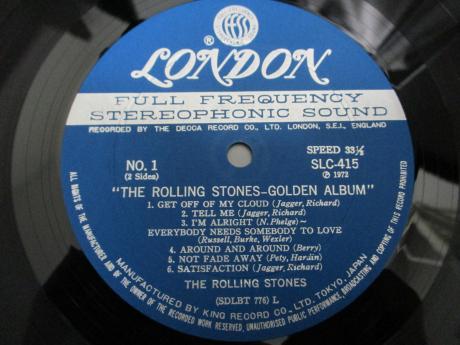 ®
LONDON
FULL FREQUENCY
STEREOPHONIC SOUND
RECORDED BY THE DECCA RECORD CO., LTD. LONDON, S.E.I., ENGLAND
SPEED 33⅓
NO. 1
SLC-415
(2 Sides)
Ⓟ 1972
"THE ROLLING STONES–GOLDEN ALBUM"
1. GET OFF OF MY CLOUD (Jagger, Richard)
2. TELL ME (Jagger, Richard)
3. I'M ALRIGHT (N. Phelge)~
EVERYBODY NEEDS SOMEBODY TO LOVE
(Russell, Burke, Wexler)
4. AROUND AND AROUND (Berry)
5. NOT FADE AWAY (Pety, Hardin)
6. SATISFACTION (Jagger, Richard)
THE ROLLING STONES
(SDLBT 776) L
MANUFACTURED BY KING RECORD CO., LTD. TOKYO, JAPAN
ALL RIGHTS OF THE MANUFACTURER AND OF THE OWNER OF THE RECORDED WORK RESERVED, UNAUTHORISED PUBLIC PERFORMANCE, BROADCASTING AND COPYING OF THIS RECORD PROHIBITED